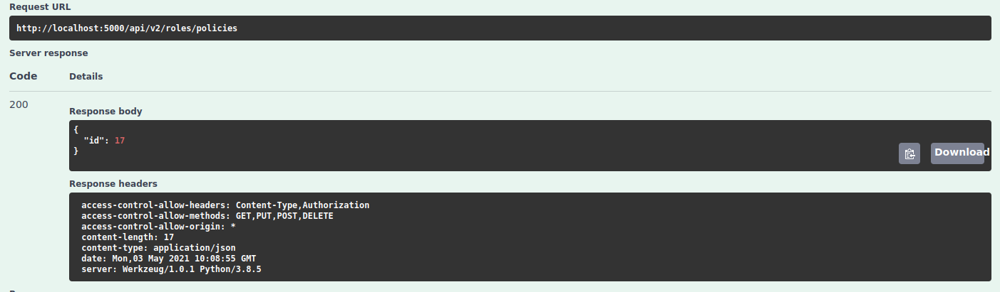 Request URL
http://localhost:5000/api/v2/roles/policies
Server response
Code Details
200
Response body
{
"id": 17
}
Download
Response headers
access-control-allow-headers: Content-Type,Authorization
access-control-allow-methods: GET,PUT,POST,DELETE
access-control-allow-origin: *
content-length: 17
content-type: application/json
date: Mon,03 May 2021 10:08:55 GMT
server: Werkzeug/1.0.1 Python/3.8.5